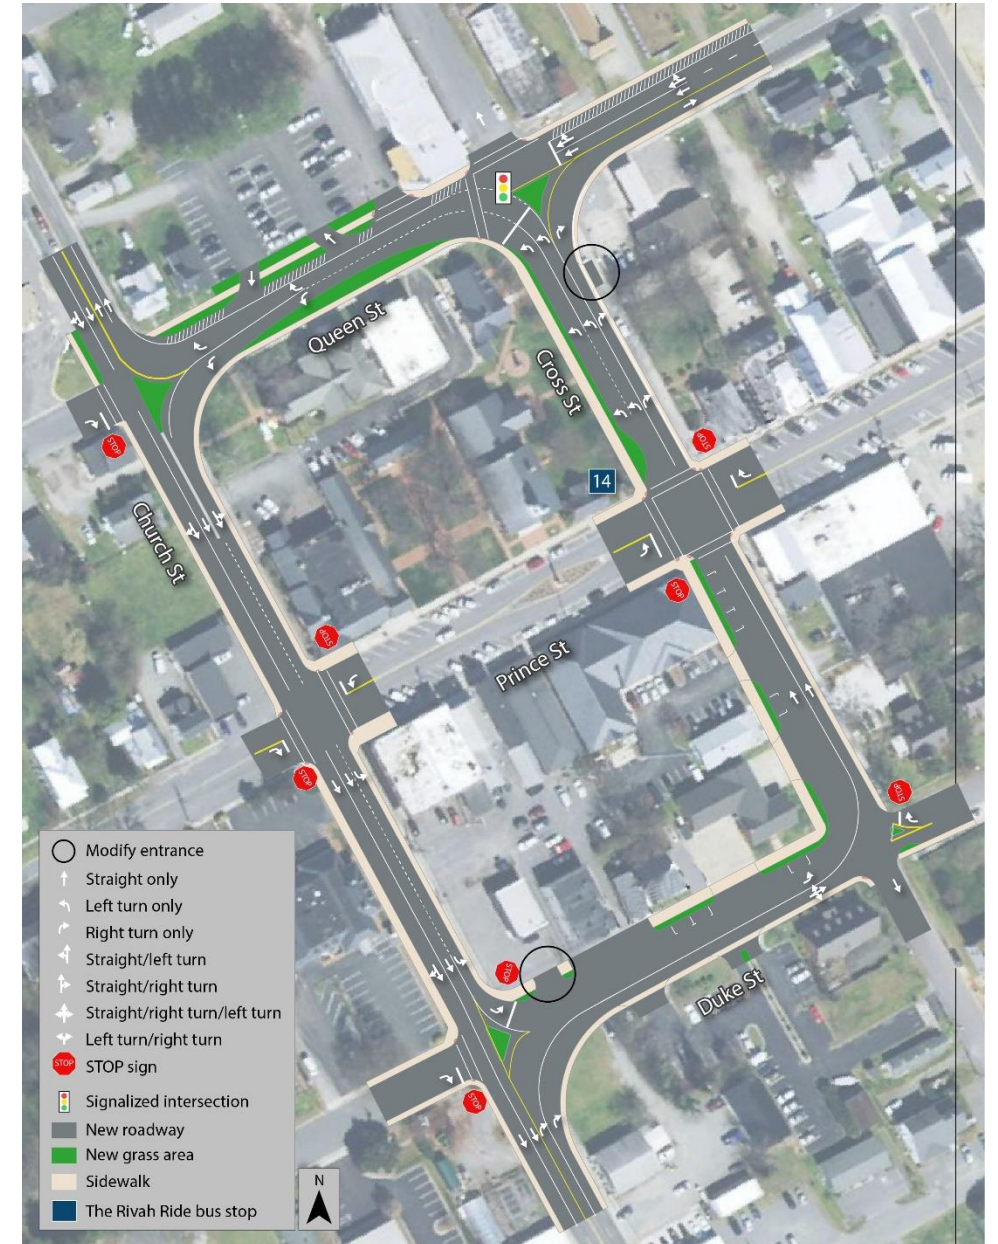 Queen St
Cross St
14
STOP
STOP
Church St
STOP
STOP
Prince St
STOP
STOP
STOP
Duke St
STOP
Modify entrance
Straight only
Left turn only
Right turn only
Straight/left turn
Straight/right turn
Straight/right turn/left turn
Left turn/right turn
STOP
STOP sign
Signalized intersection
New roadway
New grass area
Sidewalk
The Rivah Ride bus stop
N